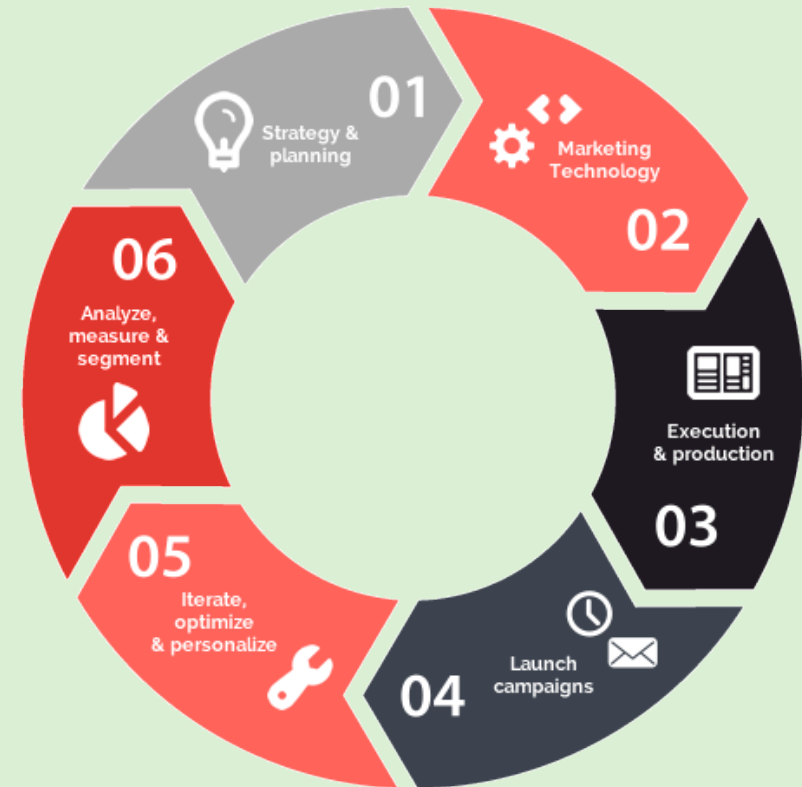 01
Strategy &
planning
Marketing
Technology
02
Execution
& production
03
Launch
campaigns
04
05
Iterate,
optimize
& personalize
06
Analyze,
measure &
segment